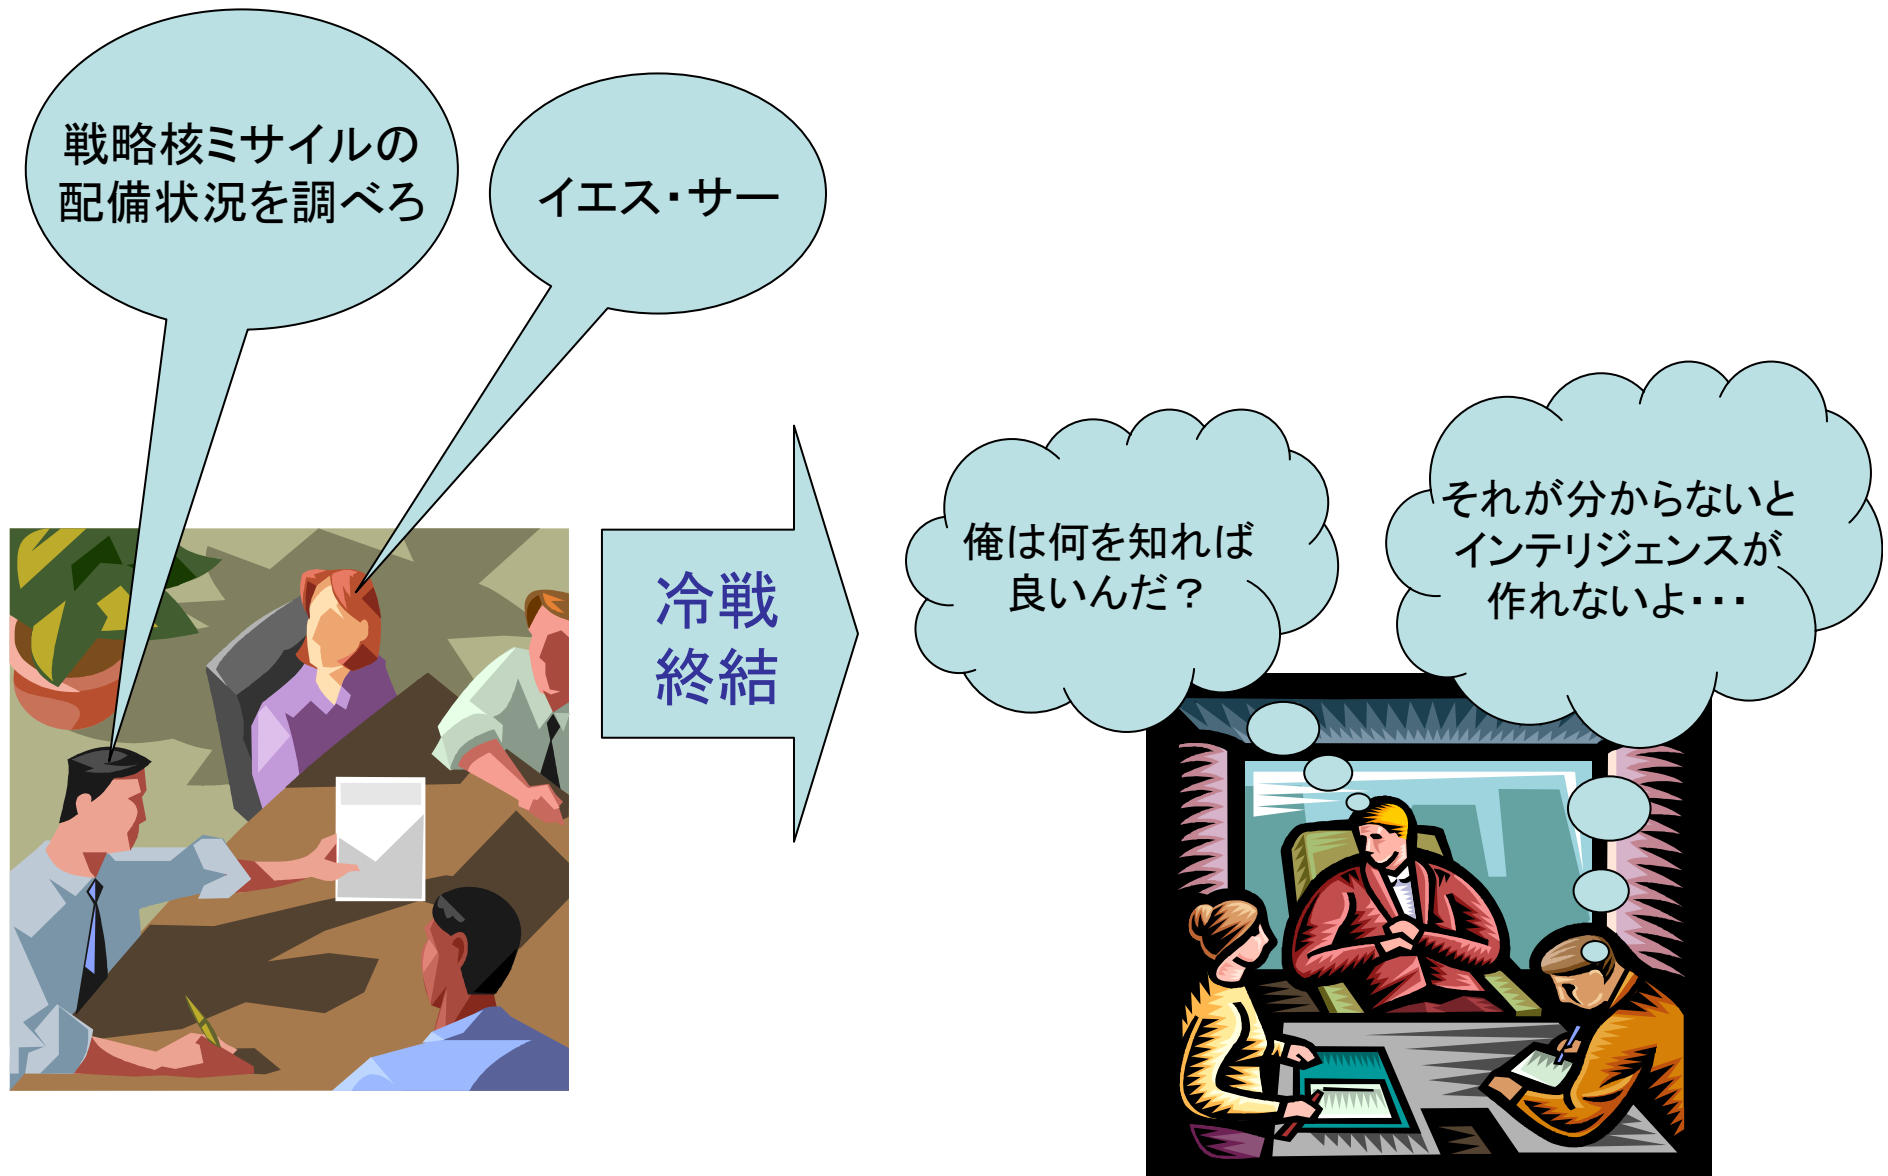 戦略核ミサイルの
配備状況を調べろ
イエス・サー
冷戦
終結
俺は何を知れば
良いんだ？
それが分からないと
インテリジェンスが
作れないよ・・・